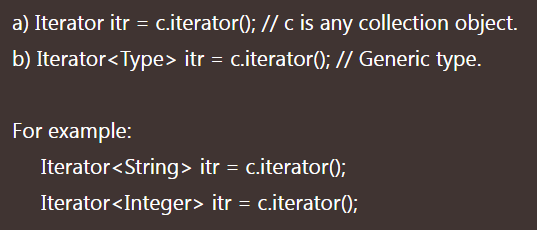 a) Iterator itr = c.iterator(); // c is any collection object.
b) Iterator<Type> itr = c.iterator(); // Generic type.
For example:
Iterator<String> itr = c.iterator();
Iterator<Integer> itr = c.iterator();